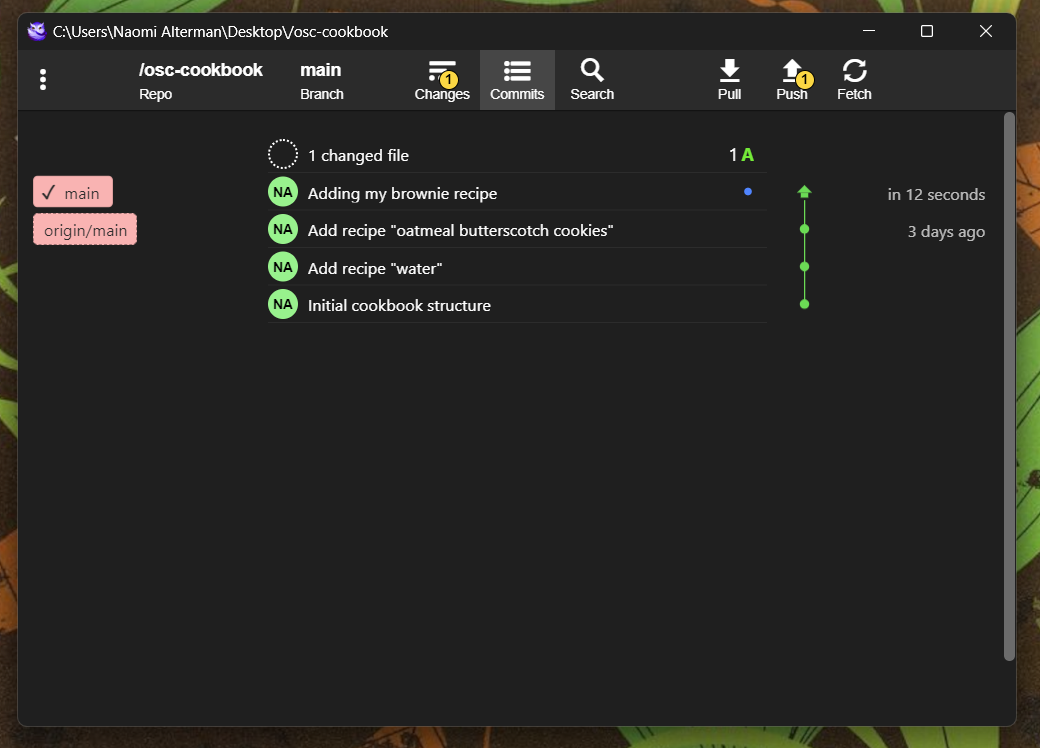 C:\Users\Naomi Alterman\Desktop\/osc-cookbook
/osc-cookbook
Repo
main
Branch
1
Changes
Commits
Search
Pull
1
Push
Fetch
1 changed file
1 A
✓ main
NA
Adding my brownie recipe
in 12 seconds
origin/main
NA
Add recipe "oatmeal butterscotch cookies"
3 days ago
NA
Add recipe "water"
NA
Initial cookbook structure